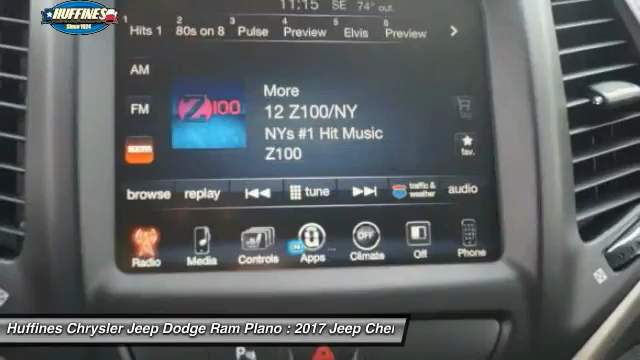 HUFFINES
Since 1924
11:15 SE 74° out
1 2 3 4 5 6
Hits 1 80s on 8 Pulse Preview Elvis Preview
AM
FM
Z100
More
12 Z100/NY
NYs #1 Hit Music
Z100
fav.
browse replay tune traffic & weather audio
Radio Media Controls Apps Climate Off Phone
OFF
Huffines Chrysler Jeep Dodge Ram Plano : 2017 Jeep Che
P